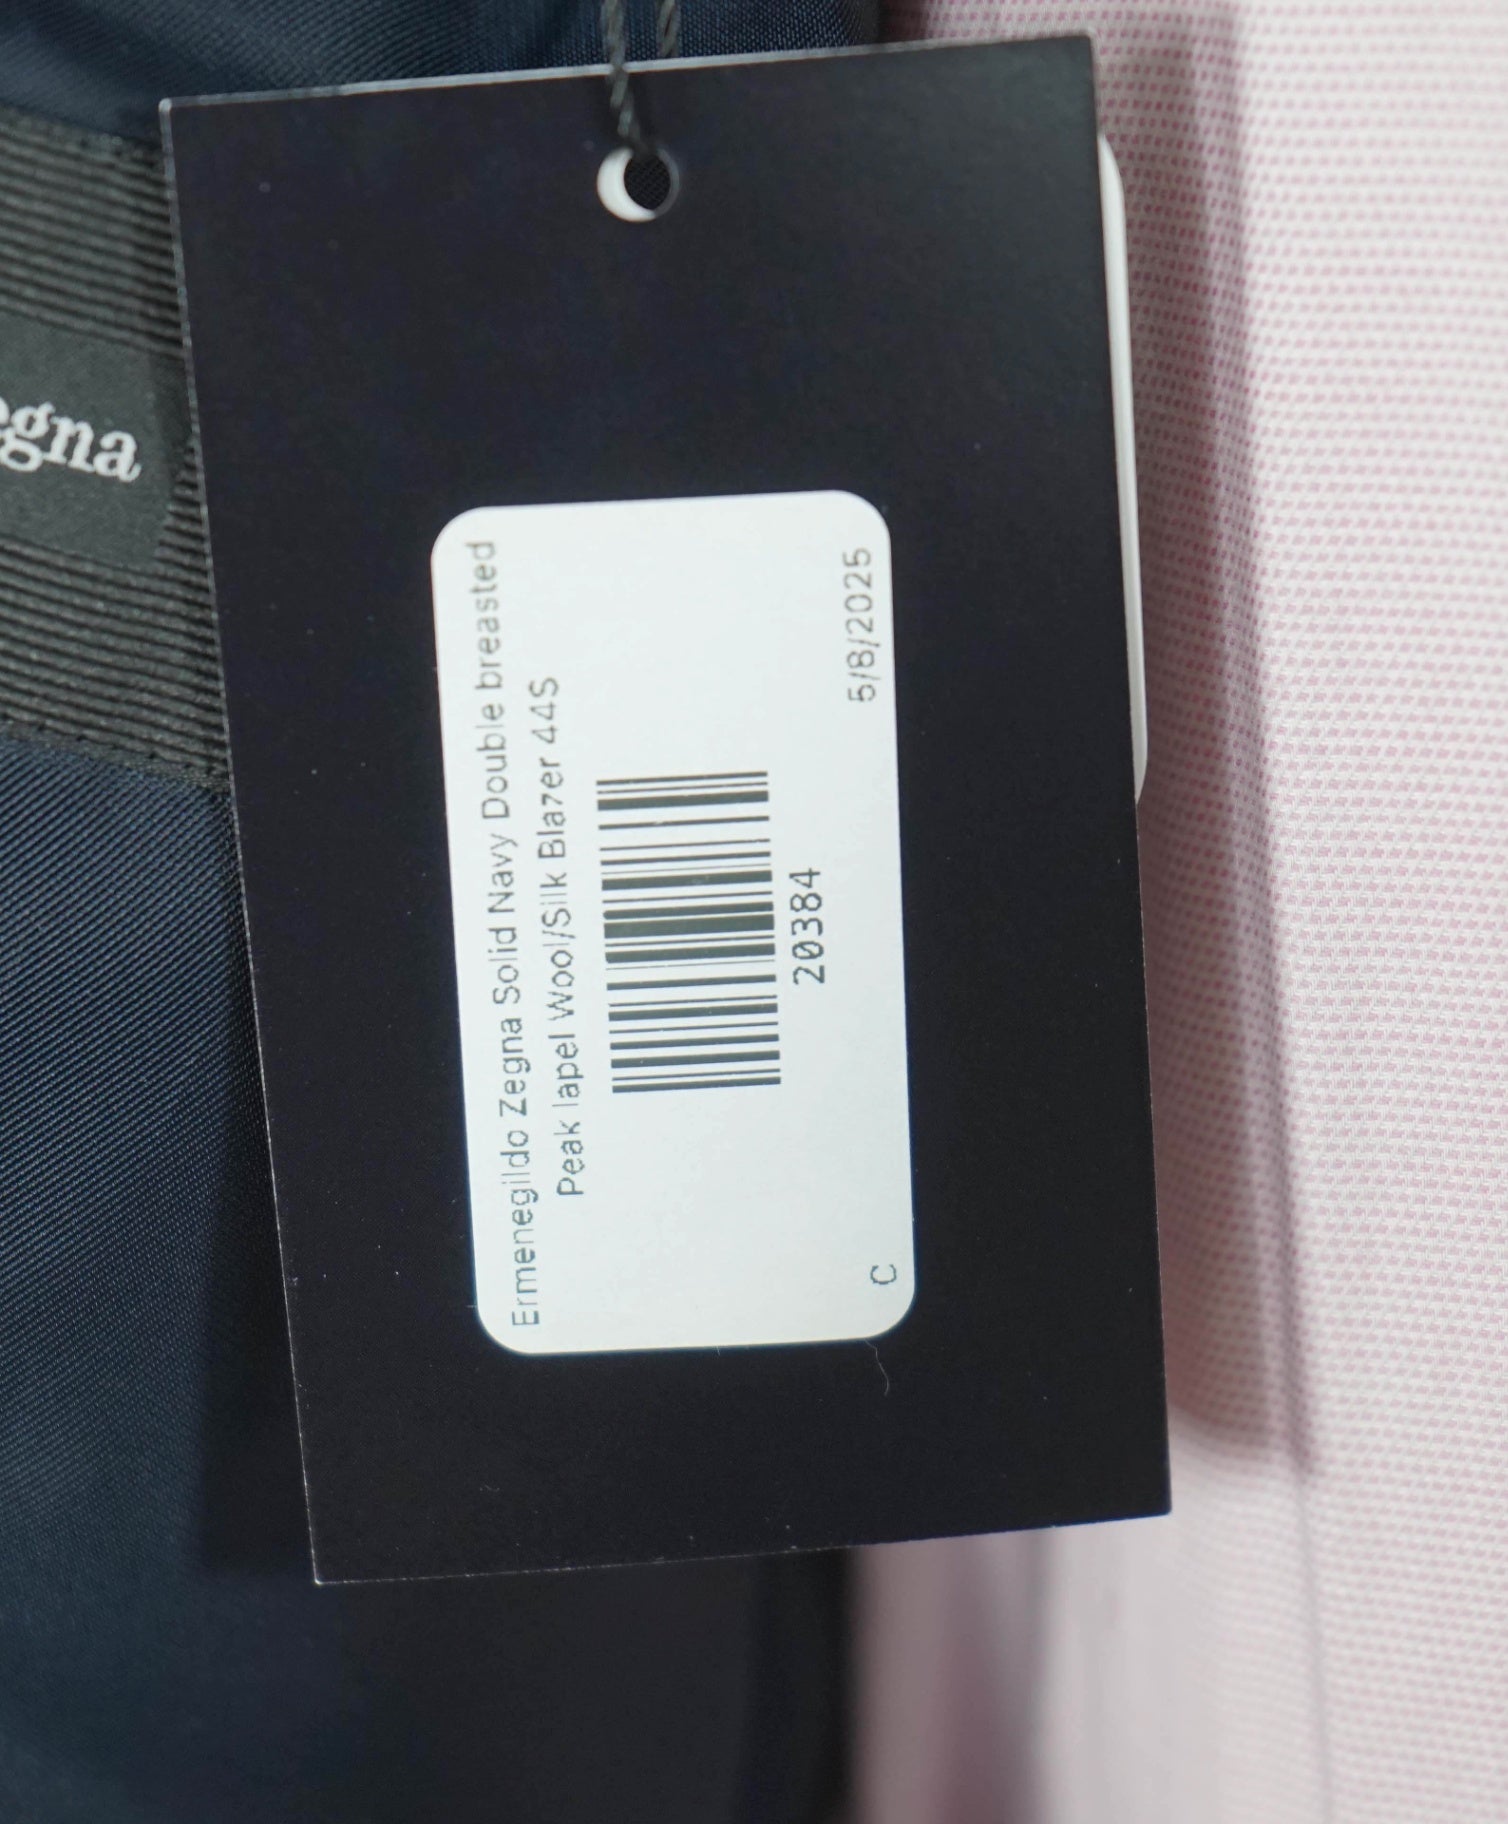 egna
Ermenegildo Zegna Solid Navy Double breasted
Peak lapel Wool/Silk Blazer 44S
20384
C
5/8/2025